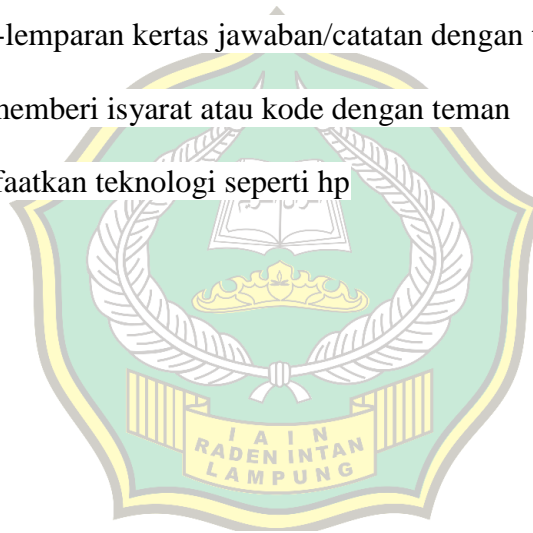 -lemparan kertas jawaban/catatan dengan
memberi isyarat atau kode dengan teman
faatkan teknologi seperti hp
I A I N
RADEN INTAN
LAMPUNG